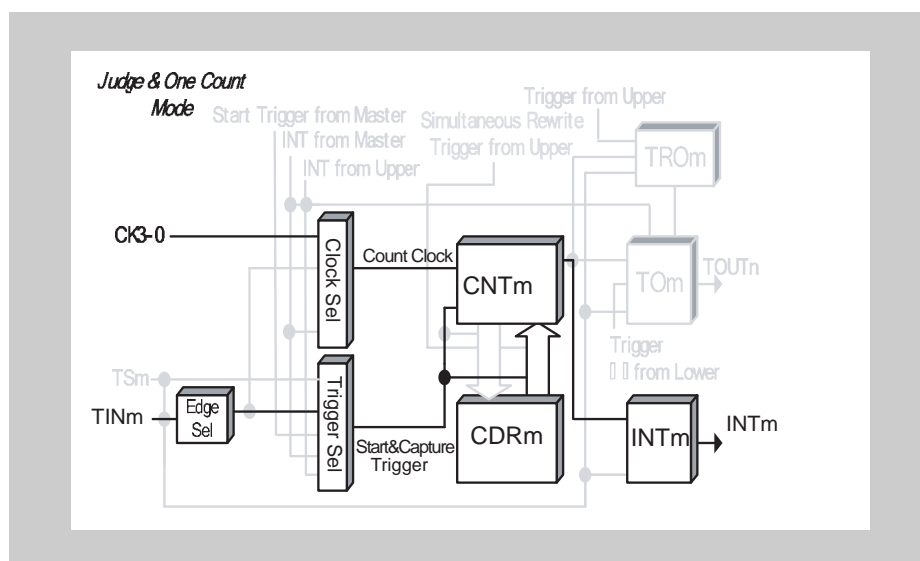 Judge & One Count
Mode
Trigger from Upper
Start Trigger from Master
Simultaneous Rewrite
INT from Master
Trigger from Upper
INT from Upper
TROm
CK3-0
Clock Sel
Count Clock
CNTm
TOm
TOUTn
Trigger
from Lower
TSm
TINm
Edge
Sel
Trigger Sel
Start&Capture
Trigger
CDRm
INTm
INTm